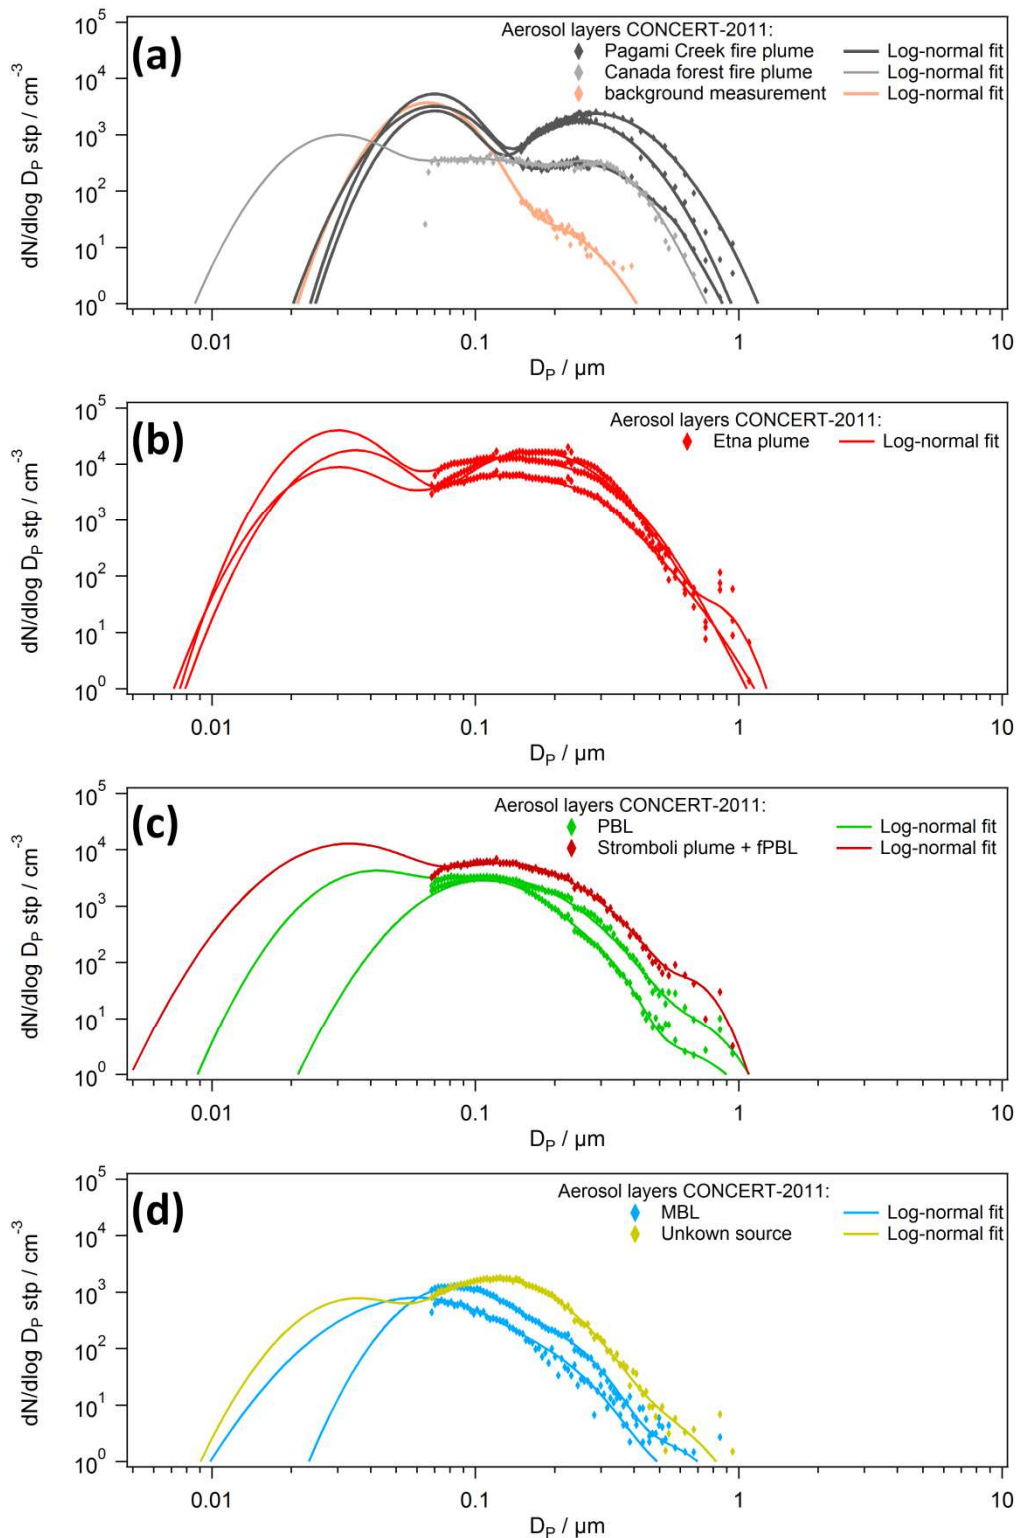 (a)
Aerosol layers CONCERT-2011:
Pagami Creek fire plume Log-normal fit
Canada forest fire plume Log-normal fit
background measurement Log-normal fit
dN/dlog D_P stp / cm^-3
10^5
10^4
10^3
10^2
10^1
10^0
0.01 0.1 1 10
D_P / µm
(b)
Aerosol layers CONCERT-2011:
Etna plume Log-normal fit
dN/dlog D_P stp / cm^-3
10^5
10^4
10^3
10^2
10^1
10^0
0.01 0.1 1 10
D_P / µm
(c)
Aerosol layers CONCERT-2011:
PBL Log-normal fit
Stromboli plume + fPBL Log-normal fit
dN/dlog D_P stp / cm^-3
10^5
10^4
10^3
10^2
10^1
10^0
0.01 0.1 1 10
D_P / µm
(d)
Aerosol layers CONCERT-2011:
MBL Log-normal fit
Unkown source Log-normal fit
dN/dlog D_P stp / cm^-3
10^5
10^4
10^3
10^2
10^1
10^0
0.01 0.1 1 10
D_P / µm